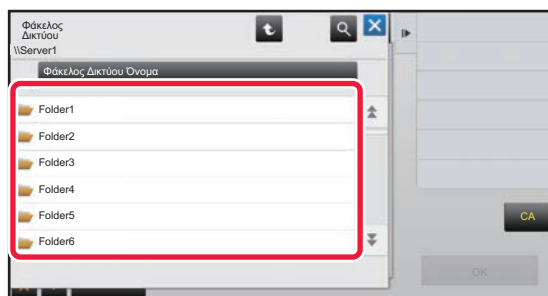 Φάκελος
Δικτύου
\\Server1
Φάκελος Δικτύου Όνομα
Folder1
Folder2
Folder3
Folder4
Folder5
Folder6
CA
OK